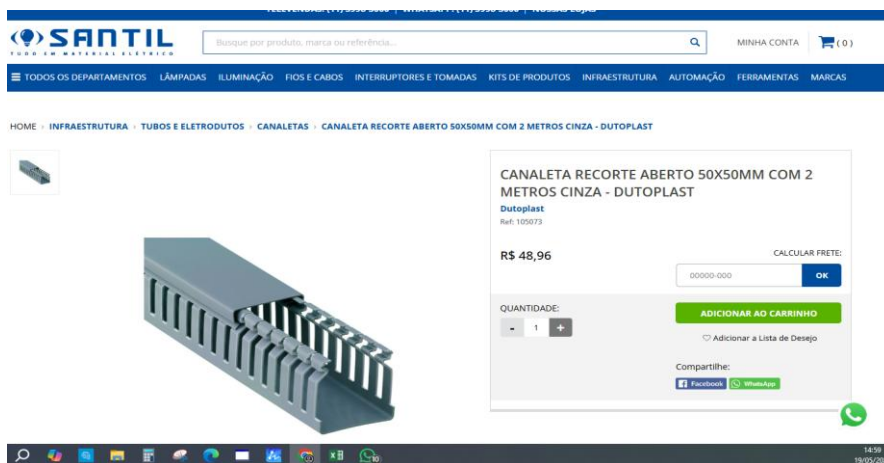 SANTIL
TUDO EM MATERIAL ELÉTRICO
Busque por produto, marca ou referência...
MINHA CONTA
( 0 )
TODOS OS DEPARTAMENTOS LÂMPADAS ILUMINAÇÃO FIOS E CABOS INTERRUPTORES E TOMADAS KITS DE PRODUTOS INFRAESTRUTURA AUTOMAÇÃO FERRAMENTAS MARCAS
HOME › INFRAESTRUTURA › TUBOS E ELETRODUTOS › CANALETAS › CANALETA RECORTE ABERTO 50X50MM COM 2 METROS CINZA - DUTOPLAST
CANALETA RECORTE ABERTO 50X50MM COM 2
METROS CINZA - DUTOPLAST
Dutoplast
Ref: 105073
R$ 48,96
CALCULAR FRETE:
00000-000
OK
QUANTIDADE:
- 1 +
ADICIONAR AO CARRINHO
Adicionar a Lista de Desejo
Compartilhe:
Facebook WhatsApp
14:59
19/05/20